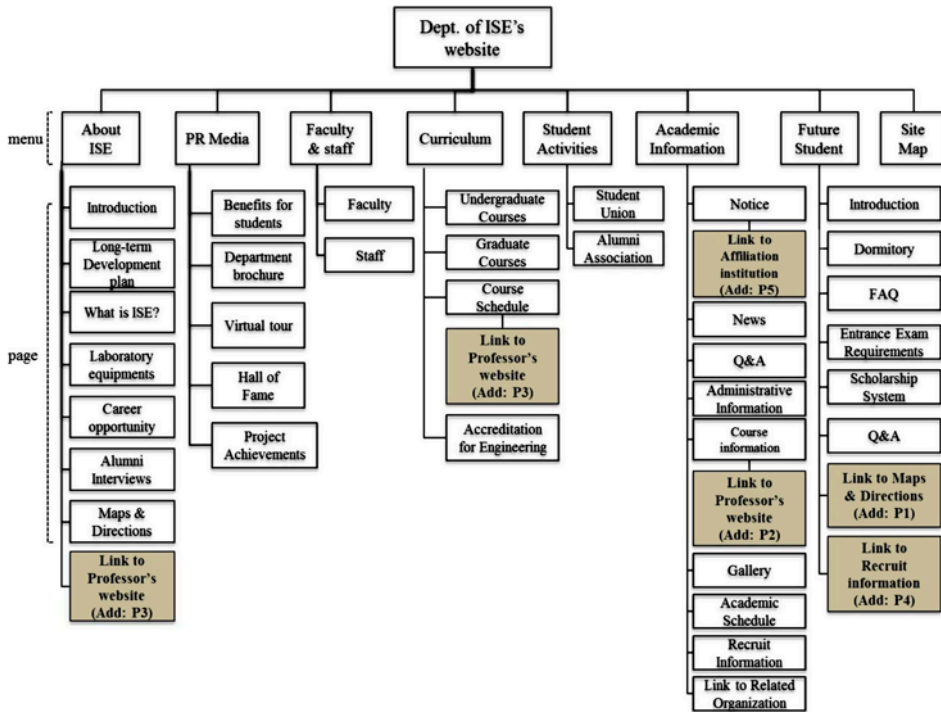 Dept. of ISE's
website
menu
About
ISE
PR Media
Faculty
& staff
Curriculum
Student
Activities
Academic
Information
Future
Student
Site
Map
page
Introduction
Long-term
Development
plan
What is ISE?
Laboratory
equipments
Career
opportunity
Alumni
Interviews
Maps &
Directions
Link to
Professor's
website
(Add: P3)
Benefits for
students
Department
brochure
Virtual tour
Hall of
Fame
Project
Achievements
Faculty
Staff
Undergraduate
Courses
Graduate
Courses
Course
Schedule
Link to
Professor's
website
(Add: P3)
Accreditation
for Engineering
Student
Union
Alumni
Association
Notice
Link to
Affiliation
institution
(Add: P5)
News
Q&A
Administrative
Information
Course
information
Link to
Professor's
website
(Add: P2)
Gallery
Academic
Schedule
Recruit
Information
Link to Related
Organization
Introduction
Dormitory
FAQ
Entrance Exam
Requirements
Scholarship
System
Q&A
Link to Maps
& Directions
(Add: P1)
Link to
Recruit
information
(Add: P4)